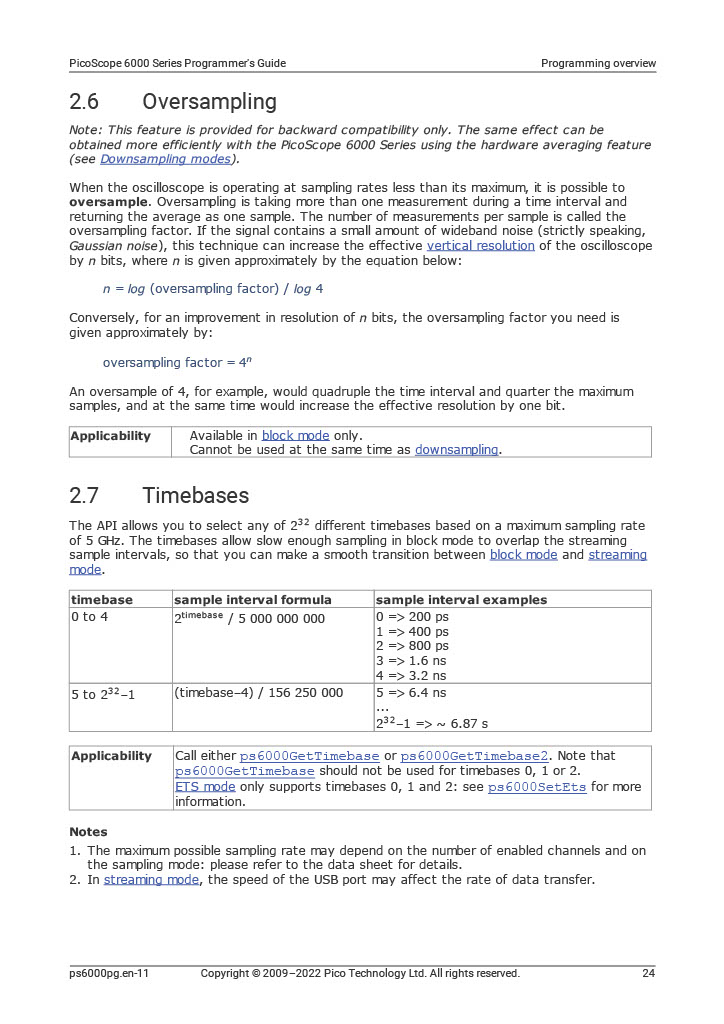 PicoScope 6000 Series Programmer's Guide Programming overview
2.6 Oversampling
Note: This feature is provided for backward compatibility only. The same effect can be
obtained more efficiently with the PicoScope 6000 Series using the hardware averaging feature
(see Downsampling modes).
When the oscilloscope is operating at sampling rates less than its maximum, it is possible to
oversample. Oversampling is taking more than one measurement during a time interval and
returning the average as one sample. The number of measurements per sample is called the
oversampling factor. If the signal contains a small amount of wideband noise (strictly speaking,
Gaussian noise), this technique can increase the effective vertical resolution of the oscilloscope
by n bits, where n is given approximately by the equation below:
n = log (oversampling factor) / log 4
Conversely, for an improvement in resolution of n bits, the oversampling factor you need is
given approximately by:
oversampling factor = 4ⁿ
An oversample of 4, for example, would quadruple the time interval and quarter the maximum
samples, and at the same time would increase the effective resolution by one bit.
Applicability Available in block mode only.
Cannot be used at the same time as downsampling.
2.7 Timebases
The API allows you to select any of 2³² different timebases based on a maximum sampling rate
of 5 GHz. The timebases allow slow enough sampling in block mode to overlap the streaming
sample intervals, so that you can make a smooth transition between block mode and streaming
mode.
timebase sample interval formula sample interval examples
0 to 4 2^timebase / 5 000 000 000 0 => 200 ps
1 => 400 ps
2 => 800 ps
3 => 1.6 ns
4 => 3.2 ns
5 to 2³²–1 (timebase–4) / 156 250 000 5 => 6.4 ns
...
2³²–1 => ~ 6.87 s
Applicability Call either ps6000GetTimebase or ps6000GetTimebase2. Note that
ps6000GetTimebase should not be used for timebases 0, 1 or 2.
ETS mode only supports timebases 0, 1 and 2: see ps6000SetEts for more
information.
Notes
1. The maximum possible sampling rate may depend on the number of enabled channels and on
the sampling mode: please refer to the data sheet for details.
2. In streaming mode, the speed of the USB port may affect the rate of data transfer.
ps6000pg.en-11 Copyright © 2009–2022 Pico Technology Ltd. All rights reserved. 24